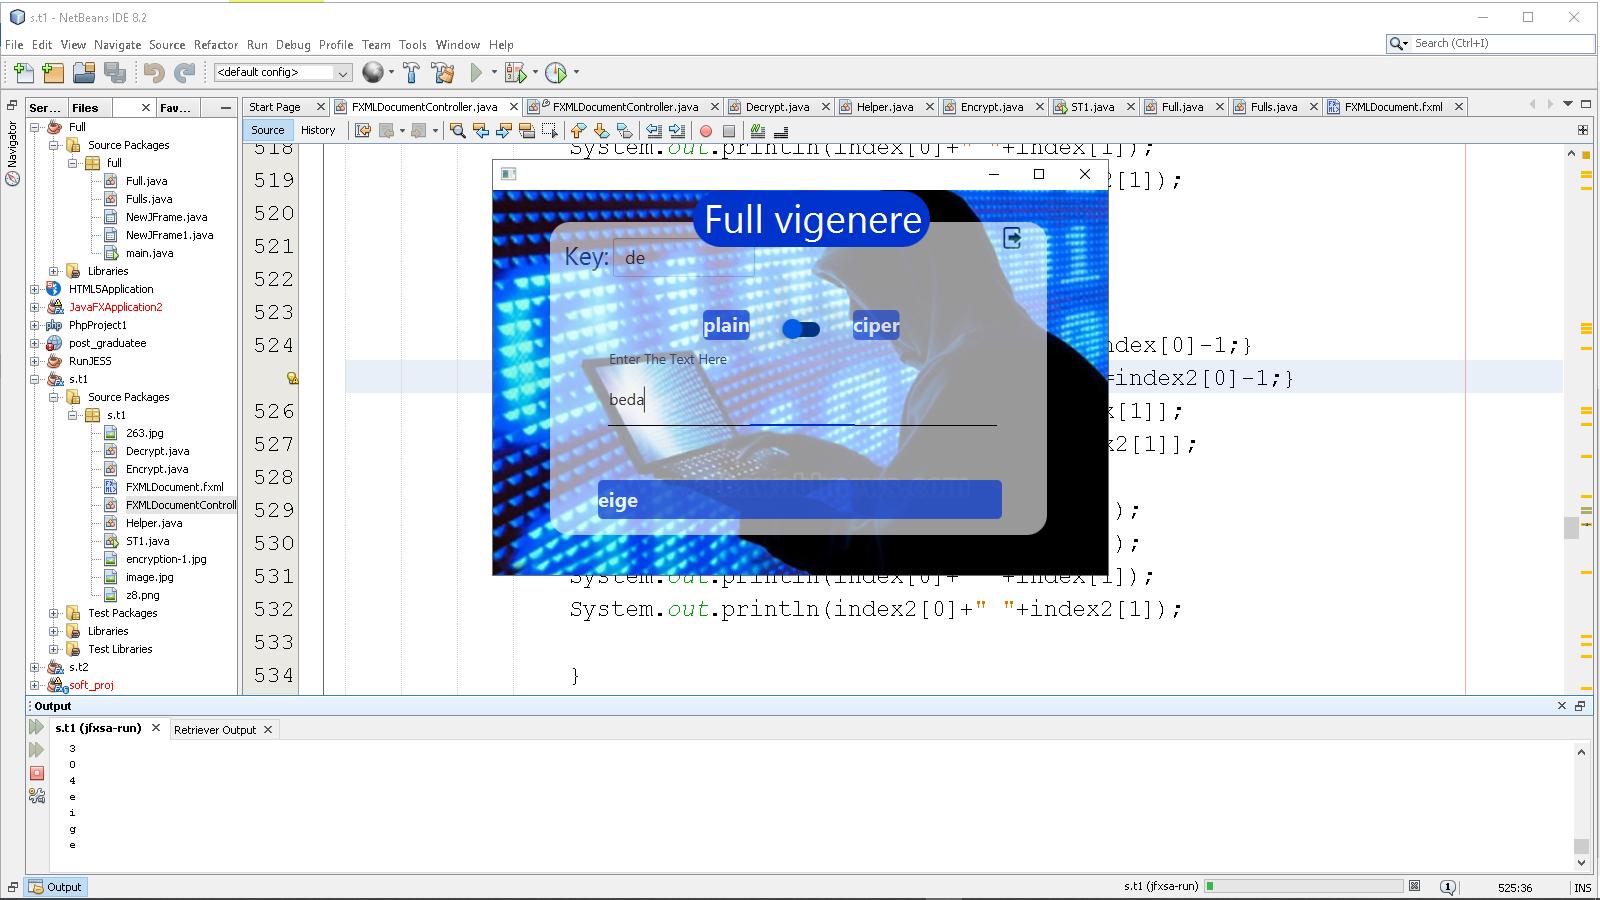 s.t1 - NetBeans IDE 8.2
File Edit View Navigate Source Refactor Run Debug Profile Team Tools Window Help
Search (Ctrl+I)
<default config>
Ser... Files Fav...
Start Page FXMLDocumentController.java FXMLDocumentController.java Decrypt.java Helper.java Encrypt.java ST1.java Full.java Fulls.java FXMLDocument.fxml
Source History
Navigator
Full
Source Packages
full
Full.java
Fulls.java
NewJFrame.java
NewJFrame1.java
main.java
Libraries
HTML5Application
JavaFXApplication2
PhpProject1
post_graduatee
RunJESS
s.t1
Source Packages
s.t1
263.jpg
Decrypt.java
Encrypt.java
FXMLDocument.fxml
FXMLDocumentControll
Helper.java
ST1.java
encryption-1.jpg
image.jpg
z8.png
Test Packages
Libraries
Test Libraries
s.t2
soft_proj
518 System.out.println(index[0]+" "+index[1]);
519 2[1]);
520
521
522
523
524 ndex[0]-1;}
=index2[0]-1;}
526 x[1]];
527 x2[1]];
528
529 );
530 );
531 System.out.println(index[0]+" "+index[1]);
532 System.out.println(index2[0]+" "+index2[1]);
533
534 }
Full vigenere
Key: de
plain ciper
Enter The Text Here
beda
eige
Output
s.t1 (jfxsa-run) Retriever Output
3
0
4
e
i
g
e
Output
s.t1 (jfxsa-run) 1 525:36 INS